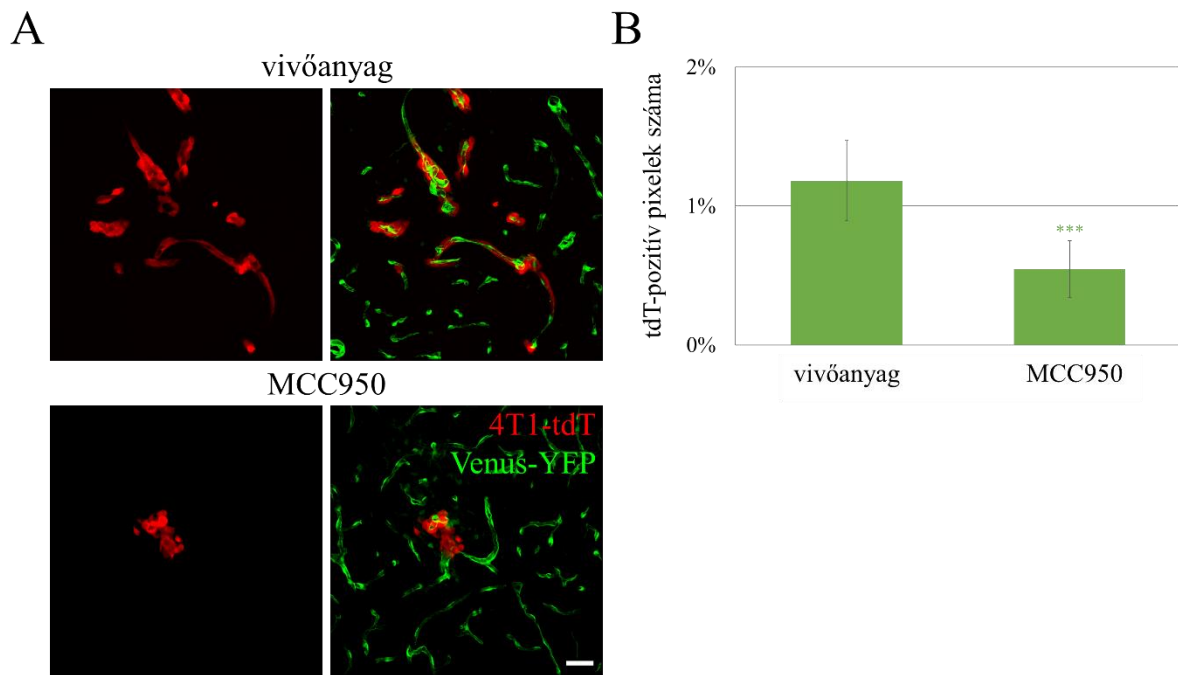 A
vivőanyag
MCC950
4T1-tdT
Venus-YFP
B
tdT-pozitív pixelek száma
2%
1%
0%
***
vivőanyag
MCC950